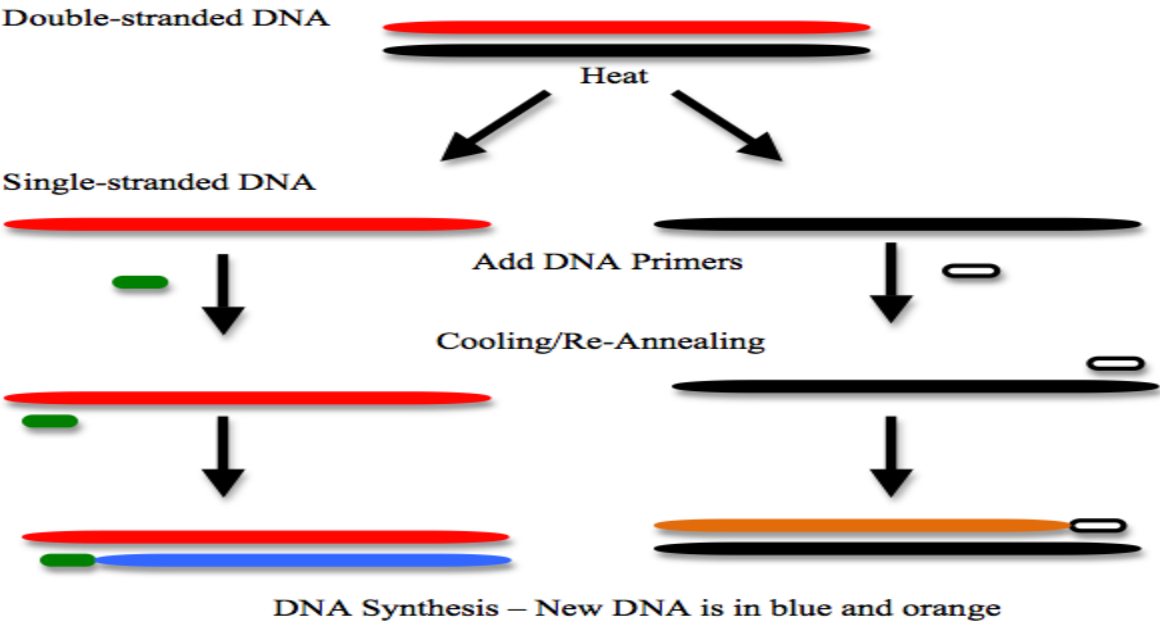 Double-stranded DNA
Heat
Single-stranded DNA
Add DNA Primers
Cooling/Re-Annealing
DNA Synthesis – New DNA is in blue and orange